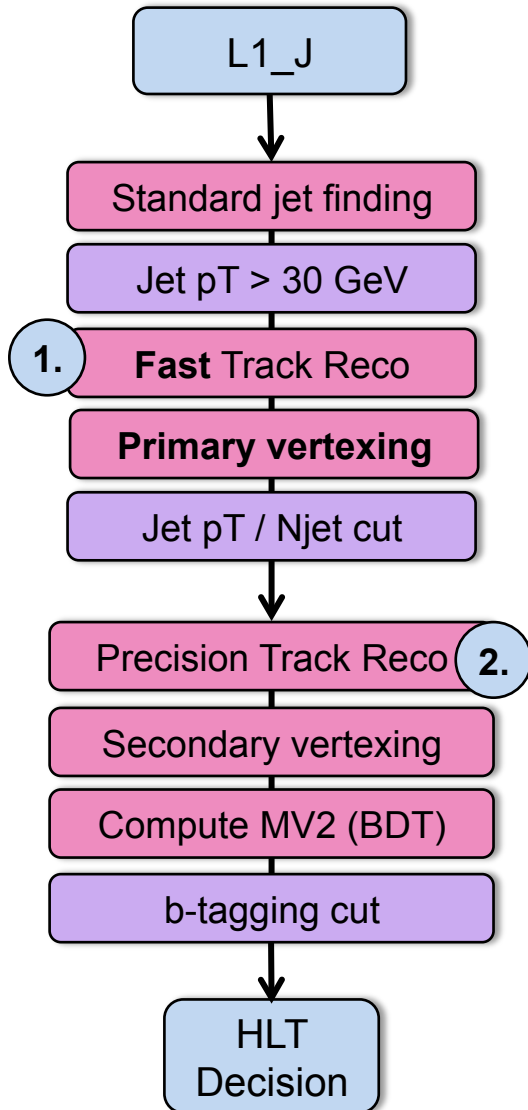 L1_J
Standard jet finding
Jet pT > 30 GeV
1.
Fast Track Reco
Primary vertexing
Jet pT / Njet cut
Precision Track Reco
2.
Secondary vertexing
Compute MV2 (BDT)
b-tagging cut
HLT
Decision